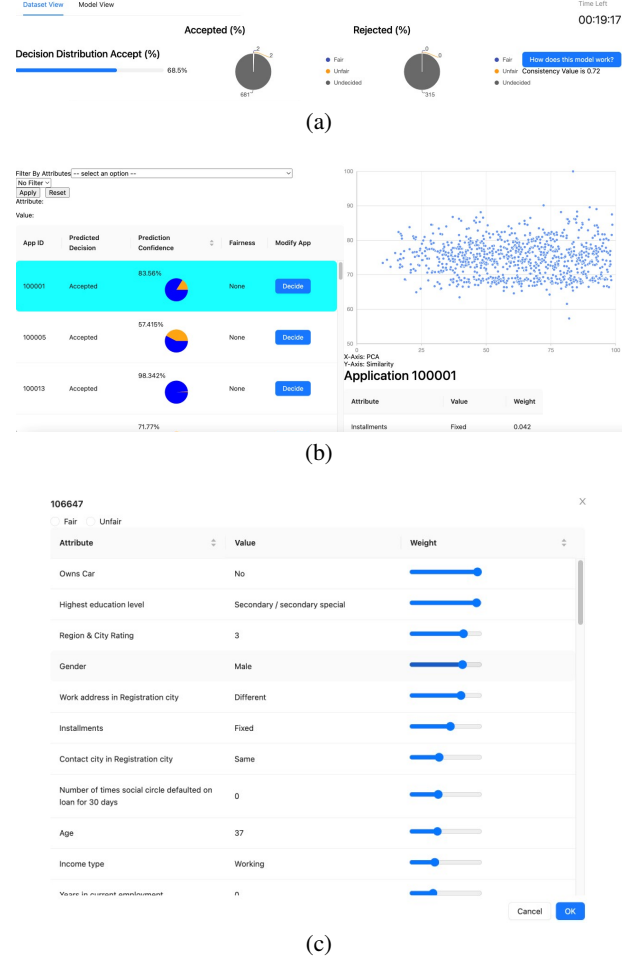 Dataset View Model View
Time Left
00:19:17
Accepted (%)
Rejected (%)
Decision Distribution Accept (%)
68.5%
2
2
681
Fair
Unfair
Undecided
0
0
315
Fair
Unfair
Undecided
How does this model work?
Consistency Value is 0.72
(a)
Filter By Attributes -- select an option --
No Filter
Apply Reset
Attribute:
Value:
App ID Predicted Decision Prediction Confidence Fairness Modify App
100001 Accepted 83.56% None Decide
100005 Accepted 57.415% None Decide
100013 Accepted 98.342% None Decide
71.77%
100
90
80
70
60
50
0 25 50 75 100
X-Axis: PCA
Y-Axis: Similarity
Application 100001
Attribute Value Weight
Installments Fixed 0.042
(b)
106647 X
Fair Unfair
Attribute Value Weight
Owns Car No
Highest education level Secondary / secondary special
Region & City Rating 3
Gender Male
Work address in Registration city Different
Installments Fixed
Contact city in Registration city Same
Number of times social circle defaulted on
loan for 30 days 0
Age 37
Income type Working
Years in current employment 0
Cancel OK
(c)